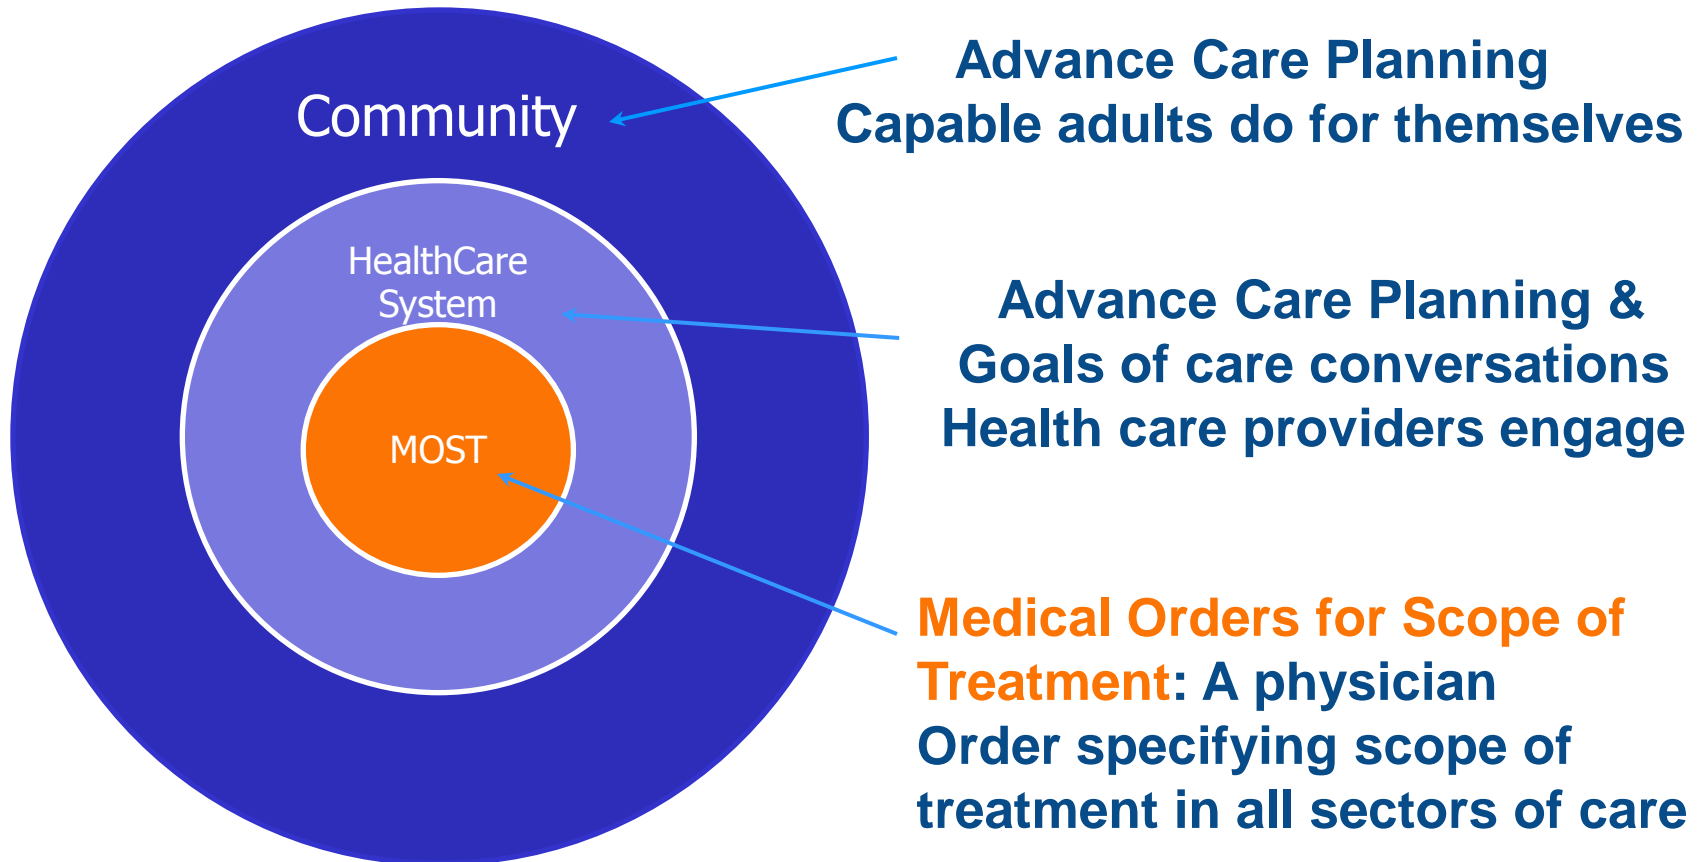 Community
Advance Care Planning
Capable adults do for themselves
HealthCare
System
Advance Care Planning &
Goals of care conversations
Health care providers engage
MOST
Medical Orders for Scope of
Treatment: A physician
Order specifying scope of
treatment in all sectors of care